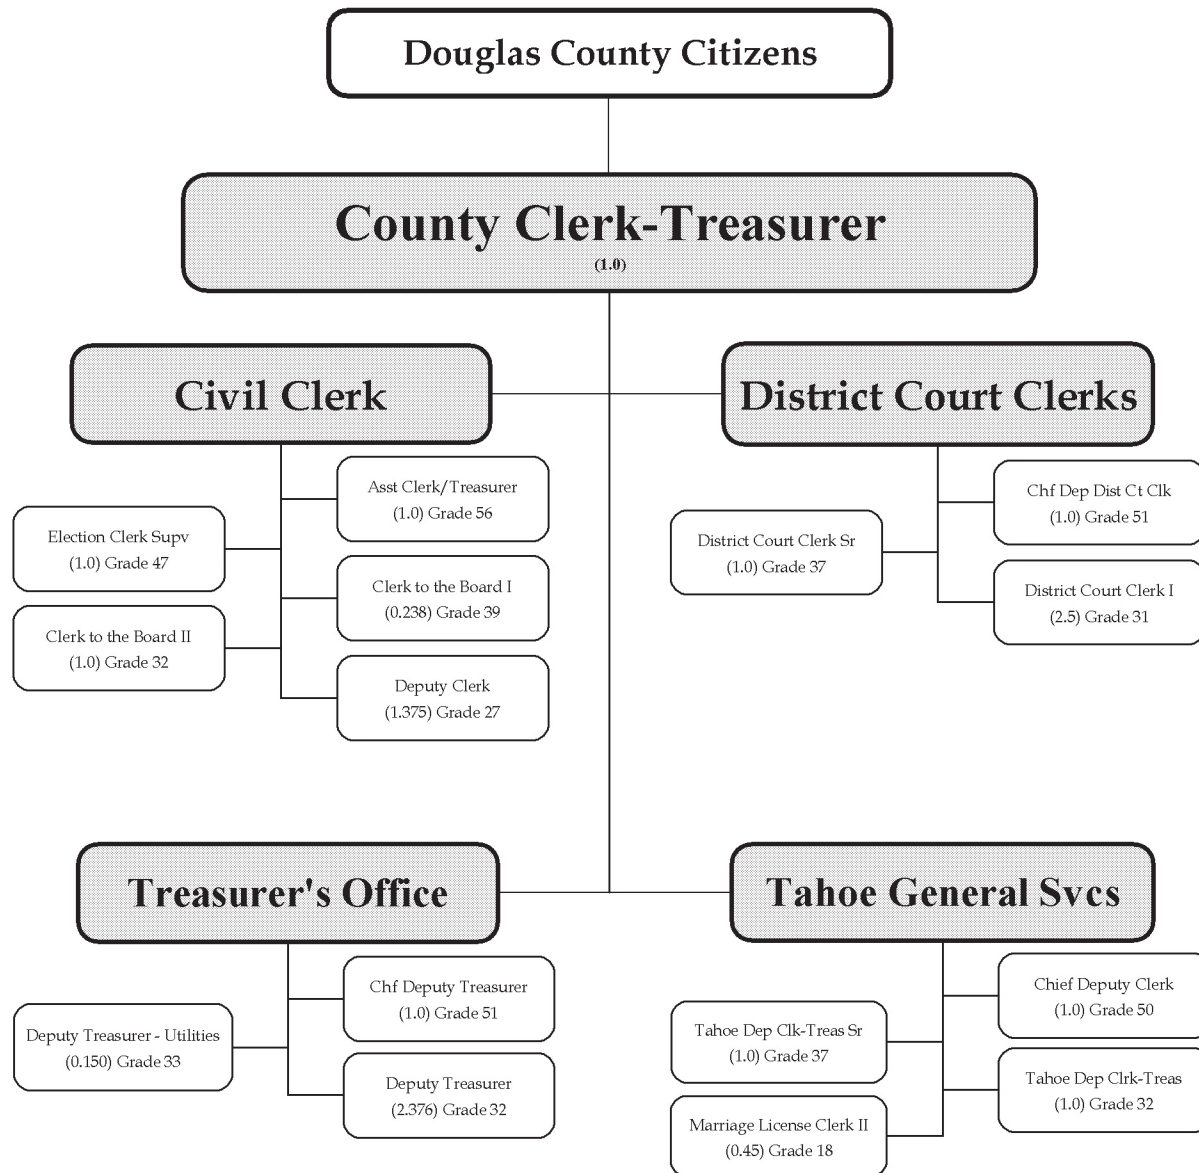 Douglas County Citizens
County Clerk-Treasurer
(1.0)
Civil Clerk
Asst Clerk/Treasurer
(1.0) Grade 56
Election Clerk Supv
(1.0) Grade 47
Clerk to the Board I
(0.238) Grade 39
Clerk to the Board II
(1.0) Grade 32
Deputy Clerk
(1.375) Grade 27
District Court Clerks
Chf Dep Dist Ct Clk
(1.0) Grade 51
District Court Clerk Sr
(1.0) Grade 37
District Court Clerk I
(2.5) Grade 31
Treasurer's Office
Chf Deputy Treasurer
(1.0) Grade 51
Deputy Treasurer - Utilities
(0.150) Grade 33
Deputy Treasurer
(2.376) Grade 32
Tahoe General Svcs
Chief Deputy Clerk
(1.0) Grade 50
Tahoe Dep Clk-Treas Sr
(1.0) Grade 37
Tahoe Dep Clrk-Treas
(1.0) Grade 32
Marriage License Clerk II
(0.45) Grade 18